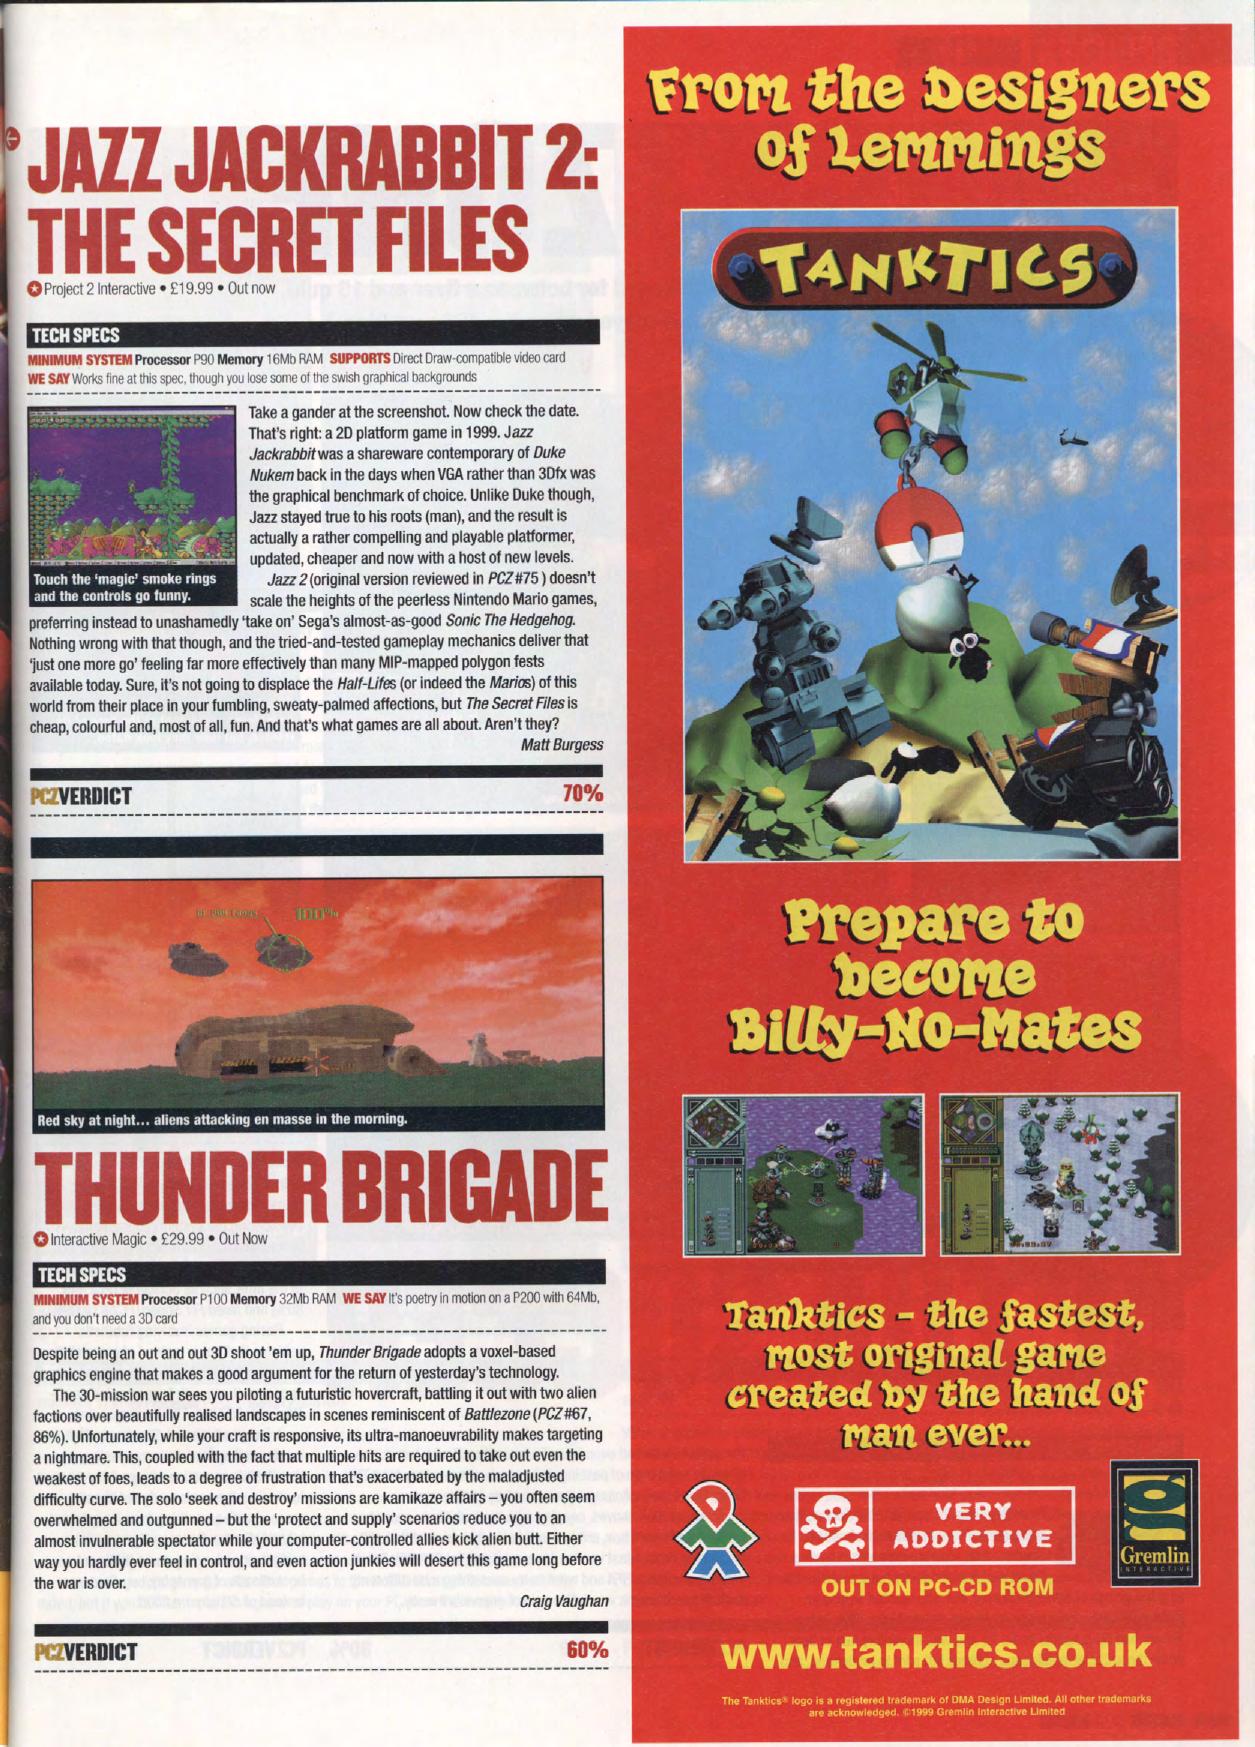 JAZZ JACKRABBIT 2:
THE SECRET FILES
Project 2 Interactive • £19.99 • Out now
TECH SPECS
MINIMUM SYSTEM Processor P90 Memory 16Mb RAM SUPPORTS Direct Draw-compatible video card
WE SAY Works fine at this spec, though you lose some of the swish graphical backgrounds
Touch the 'magic' smoke rings
and the controls go funny.
Take a gander at the screenshot. Now check the date.
That's right: a 2D platform game in 1999. Jazz
Jackrabbit was a shareware contemporary of Duke
Nukem back in the days when VGA rather than 3Dfx was
the graphical benchmark of choice. Unlike Duke though,
Jazz stayed true to his roots (man), and the result is
actually a rather compelling and playable platformer,
updated, cheaper and now with a host of new levels.
Jazz 2 (original version reviewed in PCZ #75 ) doesn't
scale the heights of the peerless Nintendo Mario games,
preferring instead to unashamedly 'take on' Sega's almost-as-good Sonic The Hedgehog.
Nothing wrong with that though, and the tried-and-tested gameplay mechanics deliver that
'just one more go' feeling far more effectively than many MIP-mapped polygon fests
available today. Sure, it's not going to displace the Half-Lifes (or indeed the Marios) of this
world from their place in your fumbling, sweaty-palmed affections, but The Secret Files is
cheap, colourful and, most of all, fun. And that's what games are all about. Aren't they?
Matt Burgess
PCZVERDICT 70%
100%
Red sky at night... aliens attacking en masse in the morning.
THUNDER BRIGADE
Interactive Magic • £29.99 • Out Now
TECH SPECS
MINIMUM SYSTEM Processor P100 Memory 32Mb RAM WE SAY It's poetry in motion on a P200 with 64Mb,
and you don't need a 3D card
Despite being an out and out 3D shoot 'em up, Thunder Brigade adopts a voxel-based
graphics engine that makes a good argument for the return of yesterday's technology.
The 30-mission war sees you piloting a futuristic hovercraft, battling it out with two alien
factions over beautifully realised landscapes in scenes reminiscent of Battlezone (PCZ #67,
86%). Unfortunately, while your craft is responsive, its ultra-manoeuvrability makes targeting
a nightmare. This, coupled with the fact that multiple hits are required to take out even the
weakest of foes, leads to a degree of frustration that's exacerbated by the maladjusted
difficulty curve. The solo 'seek and destroy' missions are kamikaze affairs – you often seem
overwhelmed and outgunned – but the 'protect and supply' scenarios reduce you to an
almost invulnerable spectator while your computer-controlled allies kick alien butt. Either
way you hardly ever feel in control, and even action junkies will desert this game long before
the war is over.
Craig Vaughan
PCZVERDICT 60%
From the Designers
of Lemmings
TANKTICS
Prepare to
become
Billy-No-Mates
Tanktics - the fastest,
most original game
created by the hand of
man ever...
VERY
ADDICTIVE
Gremlin
INTERACTIVE
OUT ON PC-CD ROM
www.tanktics.co.uk
The Tanktics® logo is a registered trademark of DMA Design Limited. All other trademarks
are acknowledged. ©1999 Gremlin Interactive Limited